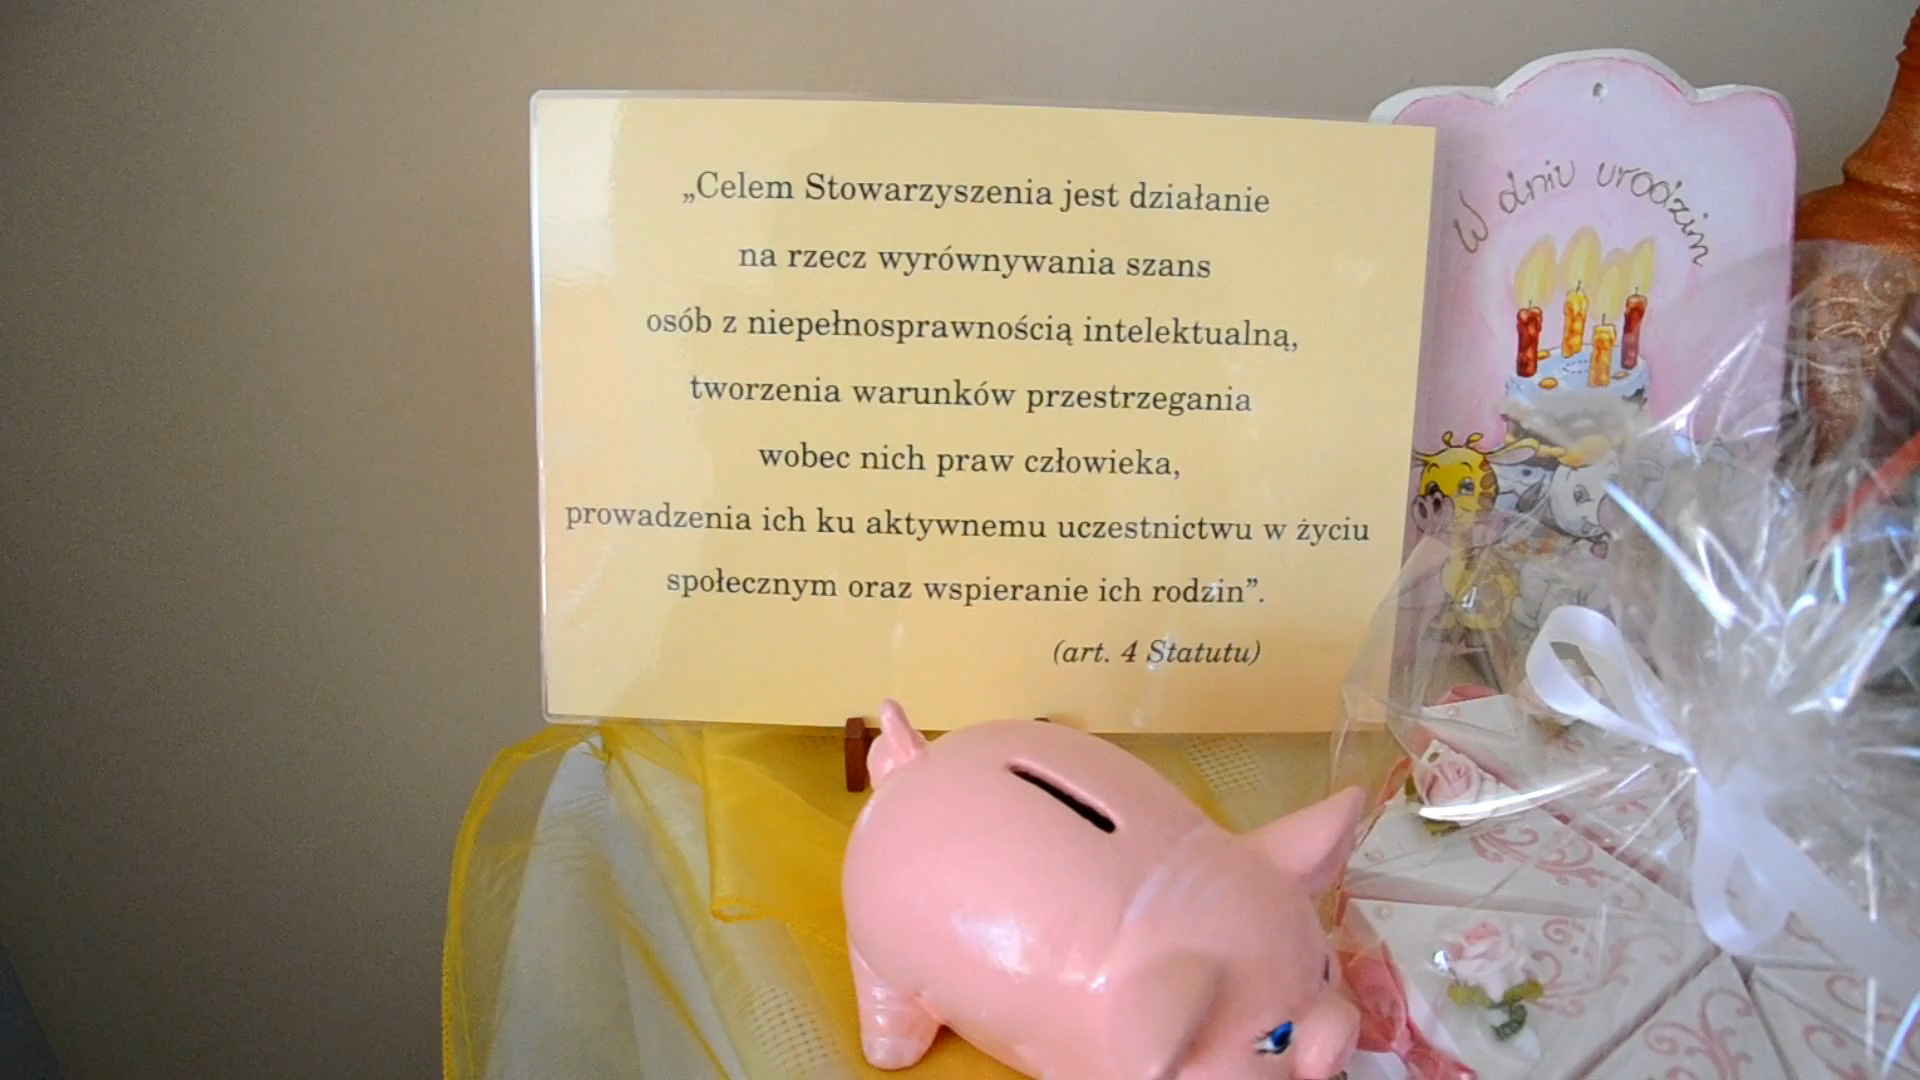 „Celem Stowarzyszenia jest działanie
na rzecz wyrównywania szans
osób z niepełnosprawnością intelektualną,
tworzenia warunków przestrzegania
wobec nich praw człowieka,
prowadzenia ich ku aktywnemu uczestnictwu w życiu
społecznym oraz wspieranie ich rodzin”.
(art. 4 Statutu)
W dniu urodzin